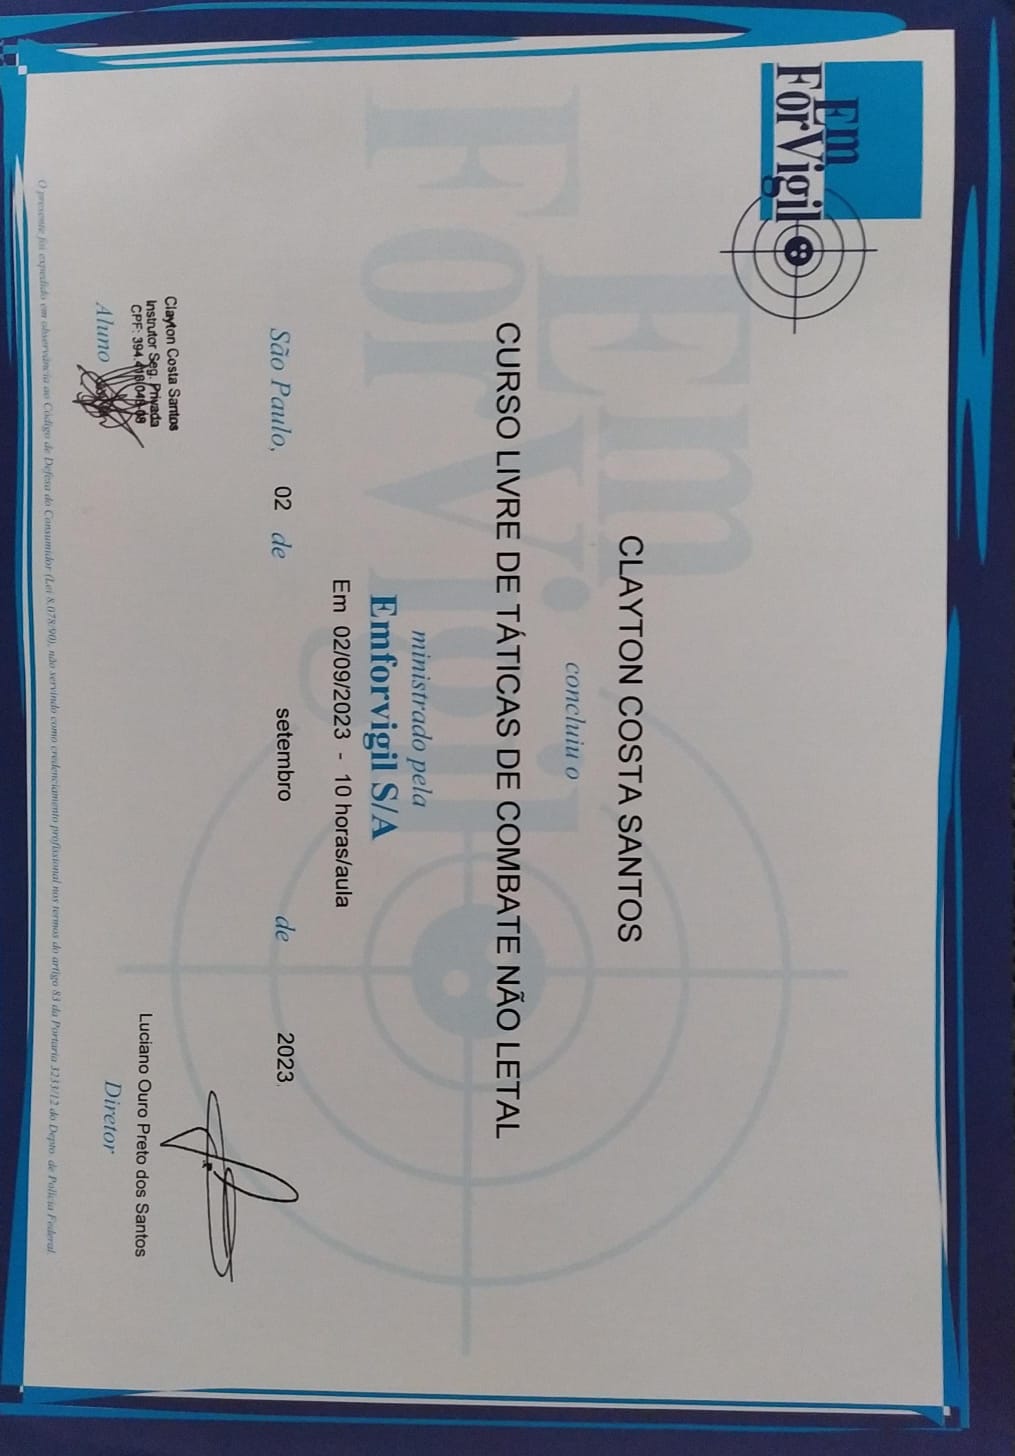 Em
ForVigil
CLAYTON COSTA SANTOS
concluiu o
CURSO LIVRE DE TÁTICAS DE COMBATE NÃO LETAL
ministrado pela
Emforvigil S/A
Em 02/09/2023 - 10 horas/aula
São Paulo, 02 de setembro de 2023.
Clayton Costa Santos
Instrutor Seg. Privada
CPF: 394.
Aluno
Luciano Ouro Preto dos Santos
Diretor
O presente foi expedido em observância ao Código de Defesa do Consumidor (Lei 8.078/90), não servindo como credenciamento profissional nos termos do artigo 83 da Portaria 3233/12 do Depto. de Polícia Federal.
Em
ForVigil